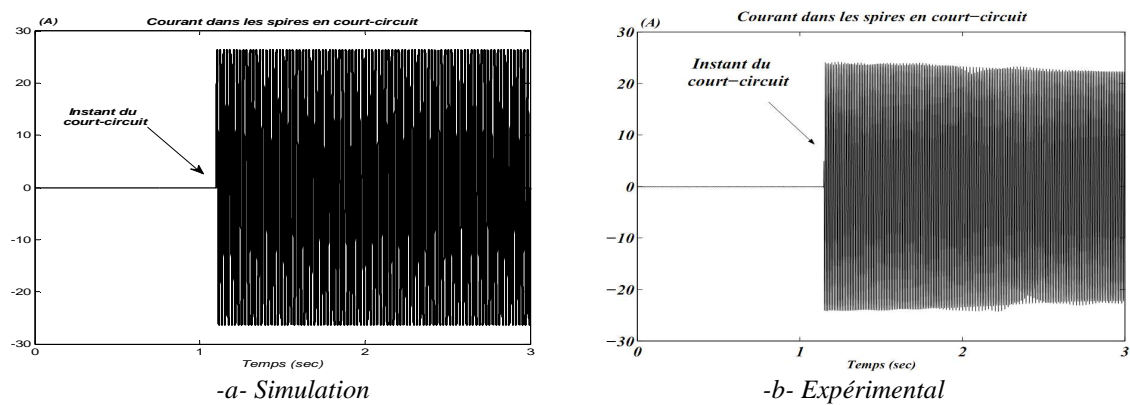 Courant dans les spires en court-circuit
(A)
30
20
10
0
-10
-20
-30
Instant du
court-circuit
0
1
2
3
Temps (sec)
-a- Simulation
Courant dans les spires en court−circuit
(A)
30
20
10
0
−10
−20
−30
Instant du
court−circuit
0
1
2
3
Temps (sec)
-b- Expérimental